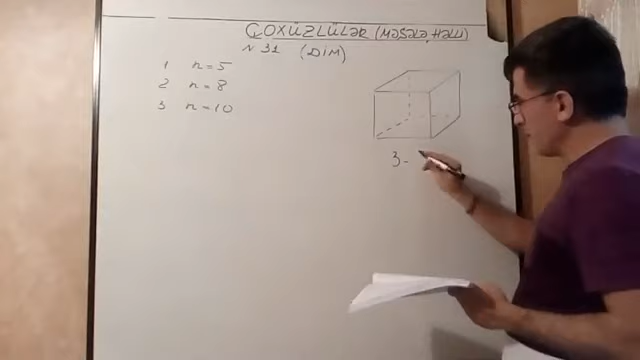 ÇOXÜZLÜLƏR (MƏSƏLƏ HƏLLİ)
N 31 (DİM)
1 n=5
2 n=8
3 n=10
3-